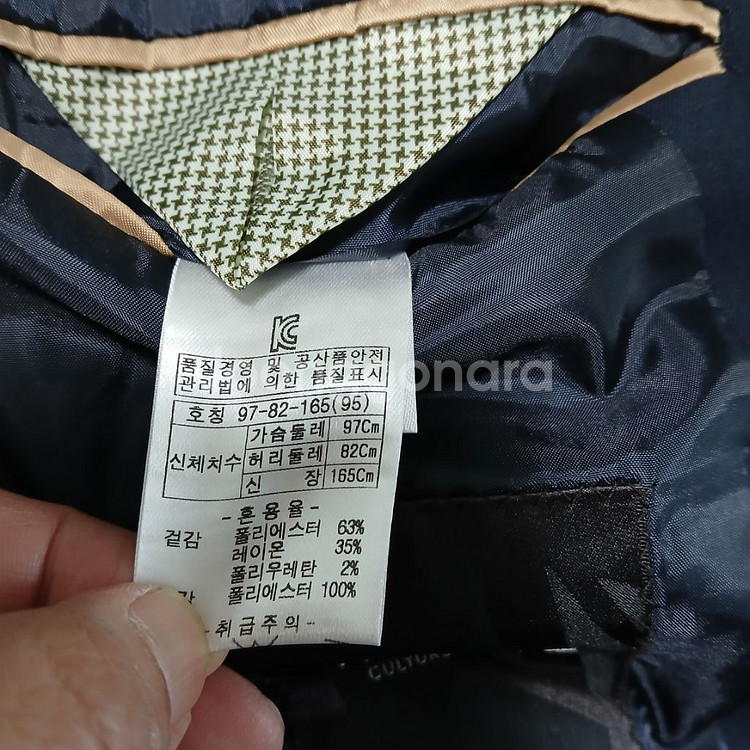 품질경영 및 공산품안전
관리법에 의한 품질표시
호칭 97-82-165(95)
신체치수 가슴둘레 97Cm
허리둘레 82Cm
신 장 165Cm
- 혼용율 -
겉감 폴리에스터 63%
레이온 35%
폴리우레탄 2%
폴리에스터 100%
- 취급주의 -